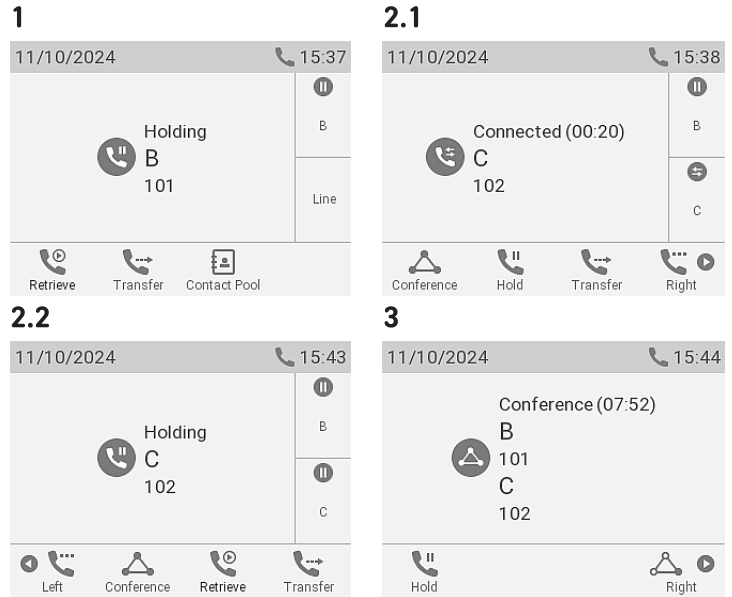 1
11/10/2024 15:37
Holding
B
101
B
Line
Retrieve Transfer Contact Pool
2.1
11/10/2024 15:38
Connected (00:20)
C
102
B
C
Conference Hold Transfer Right
2.2
11/10/2024 15:43
Holding
C
102
B
C
Left Conference Retrieve Transfer
3
11/10/2024 15:44
Conference (07:52)
B
101
C
102
Hold Right